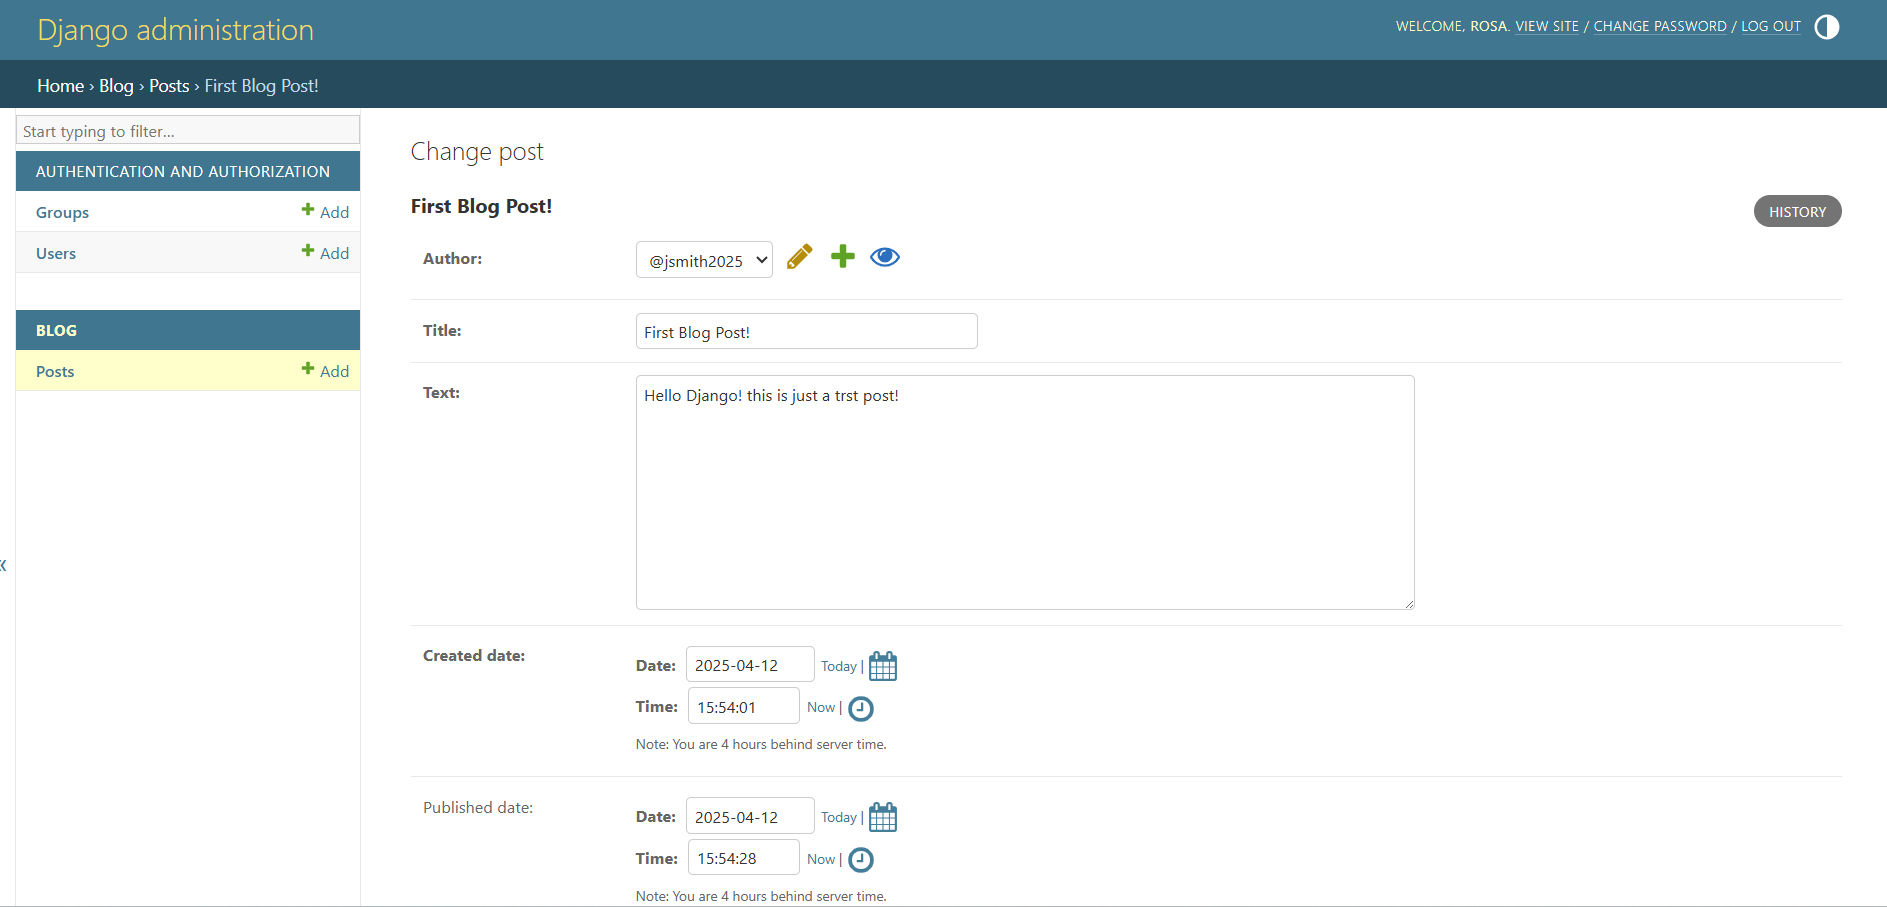 Django administration
WELCOME, ROSA. VIEW SITE / CHANGE PASSWORD / LOG OUT
Home › Blog › Posts › First Blog Post!
Start typing to filter...
AUTHENTICATION AND AUTHORIZATION
Groups
Add
Users
Add
BLOG
Posts
Add
Change post
First Blog Post!
HISTORY
Author:
@jsmith2025
Title:
First Blog Post!
Text:
Hello Django! this is just a trst post!
Created date:
Date: 2025-04-12 Today |
Time: 15:54:01 Now |
Note: You are 4 hours behind server time.
Published date:
Date: 2025-04-12 Today |
Time: 15:54:28 Now |
Note: You are 4 hours behind server time.